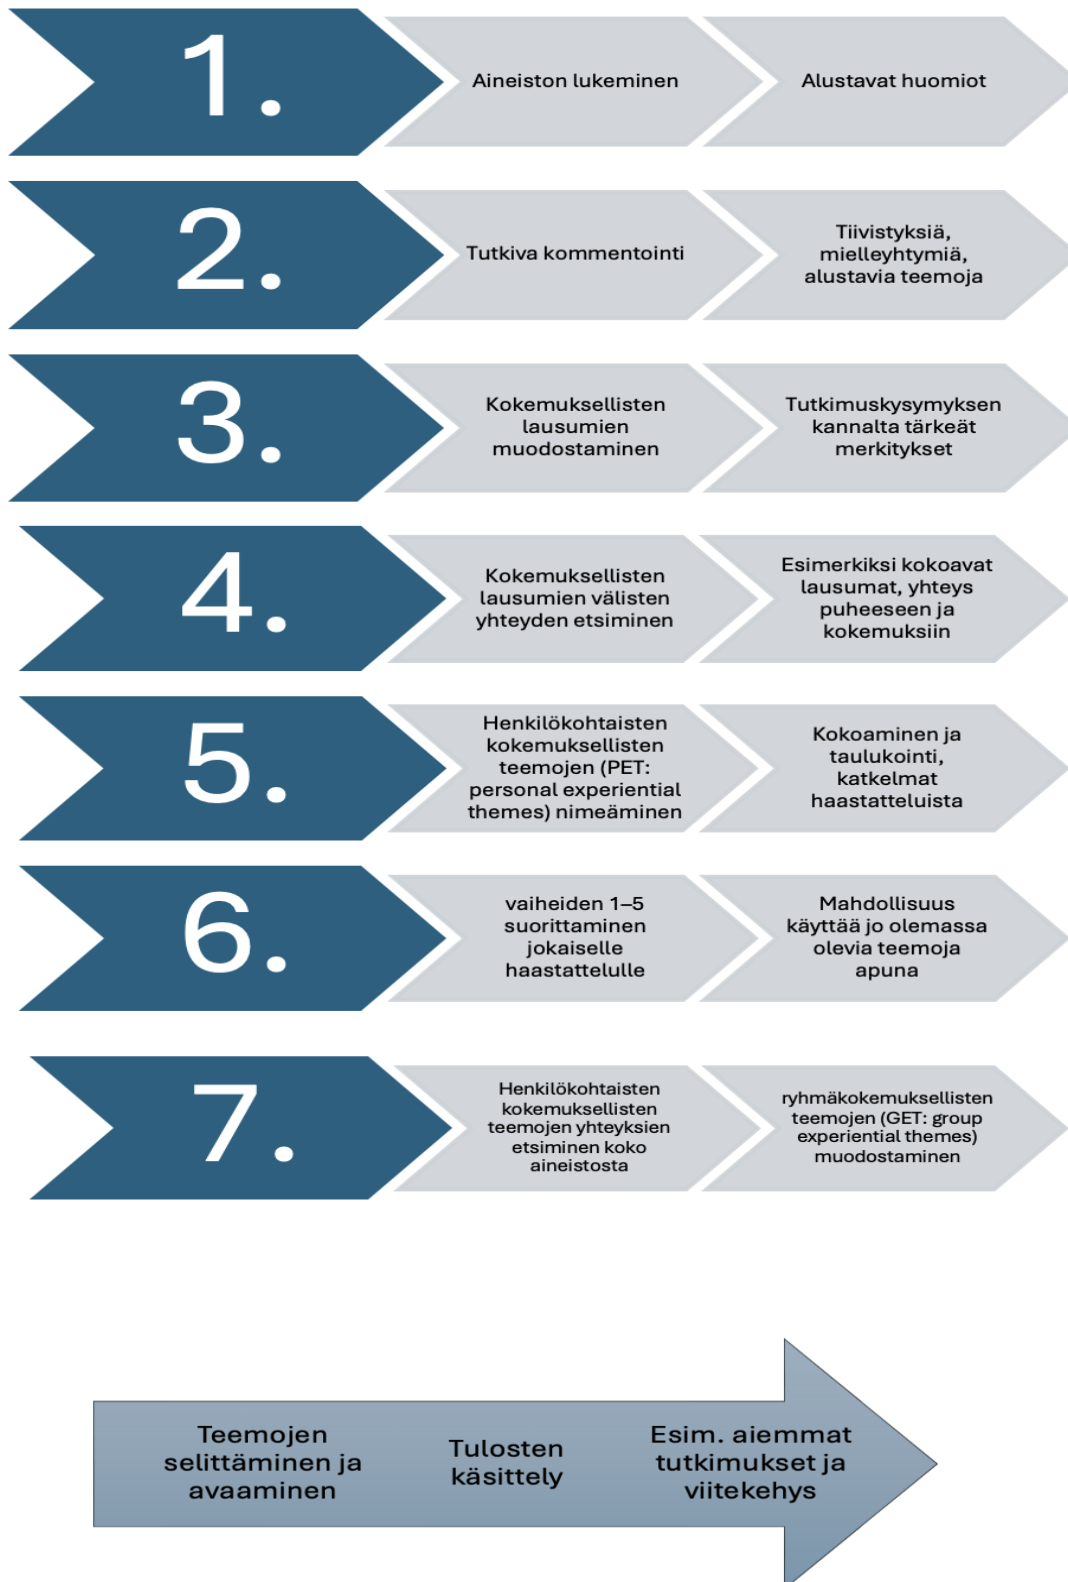 1.
Aineiston lukeminen
Alustavat huomiot
2.
Tutkiva kommentointi
Tiivistyksiä,
mielleyhtymiä,
alustavia teemoja
3.
Kokemuksellisten
lausumien
muodostaminen
Tutkimuskysymyksen
kannalta tärkeät
merkitykset
4.
Kokemuksellisten
lausumien välisten
yhteyden etsiminen
Esimerkiksi kokoavat
lausumat, yhteys
puheeseen ja
kokemuksiin
5.
Henkilökohtaisten
kokemuksellisten
teemojen (PET:
personal experiential
themes) nimeäminen
Kokoaminen ja
taulukointi,
katkelmat
haastatteluista
6.
vaiheiden 1–5
suorittaminen
jokaiselle
haastattelulle
Mahdollisuus
käyttää jo olemassa
olevia teemoja
apuna
7.
Henkilökohtaisten
kokemuksellisten
teemojen yhteyksien
etsiminen koko
aineistosta
ryhmäkokemuksellisten
teemojen (GET: group
experiential themes)
muodostaminen
Teemojen
selittäminen ja
avaaminen
Tulosten
käsittely
Esim. aiemmat
tutkimukset ja
viitekehys